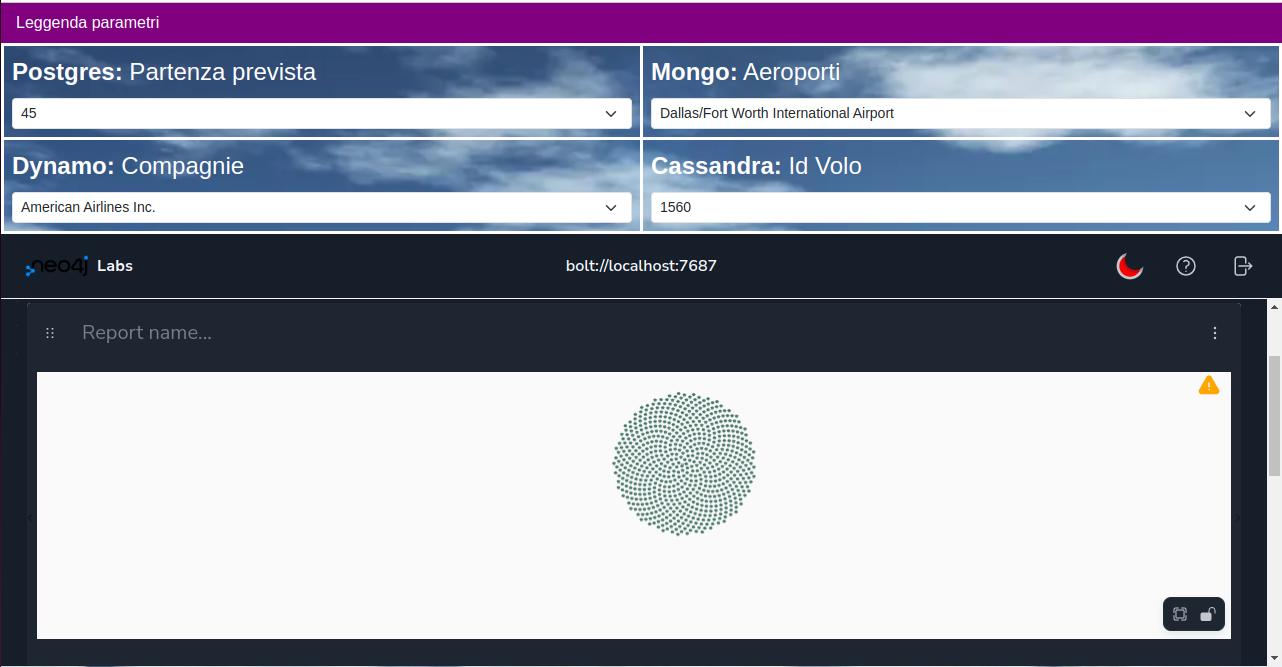 Leggenda parametri
Postgres: Partenza prevista
45
Mongo: Aeroporti
Dallas/Fort Worth International Airport
Dynamo: Compagnie
American Airlines Inc.
Cassandra: Id Volo
1560
neo4j Labs
bolt://localhost:7687
Report name...